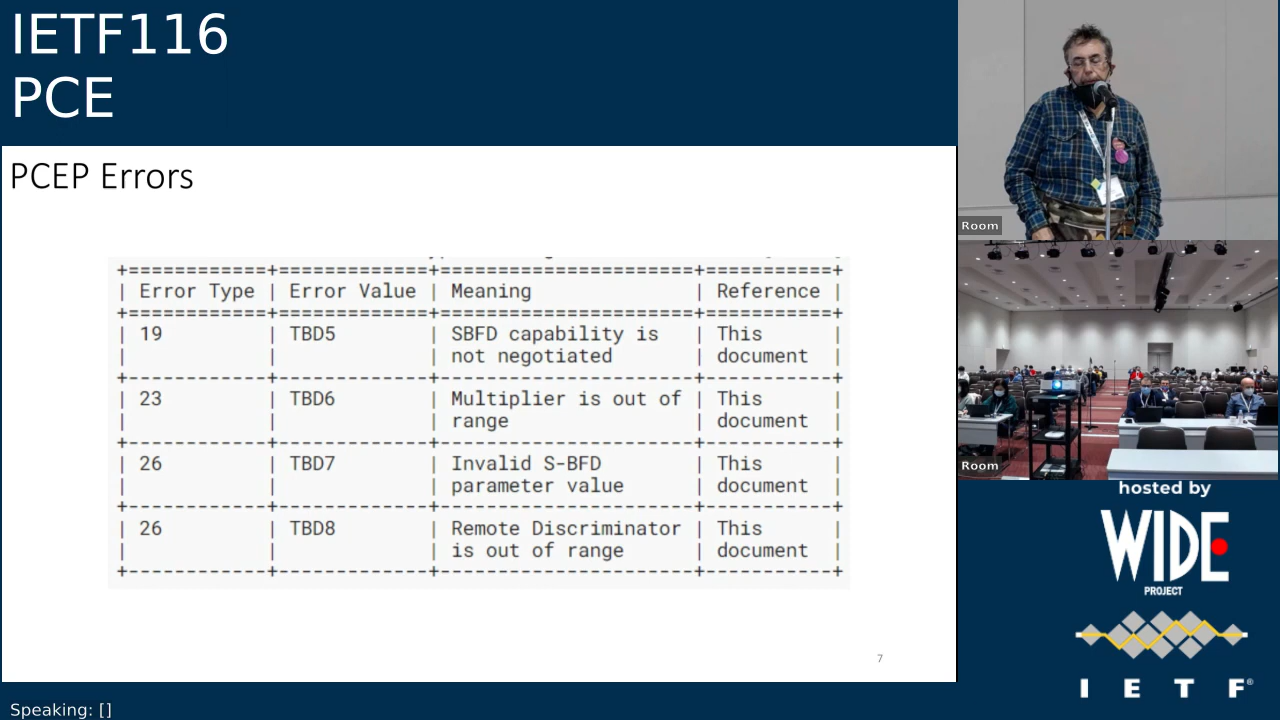 IETF116
PCE
PCEP Errors
+============+=============+======================+===========+
| Error Type | Error Value | Meaning | Reference |
+============+=============+======================+===========+
| 19 | TBD5 | SBFD capability is | This |
| | | not negotiated | document |
+------------+-------------+----------------------+-----------+
| 23 | TBD6 | Multiplier is out of | This |
| | | range | document |
+------------+-------------+----------------------+-----------+
| 26 | TBD7 | Invalid S-BFD | This |
| | | parameter value | document |
+------------+-------------+----------------------+-----------+
| 26 | TBD8 | Remote Discriminator | This |
| | | is out of range | document |
+------------+-------------+----------------------+-----------+
7
Speaking: []
Room
Room
hosted by
WIDE
PROJECT
I E T F®